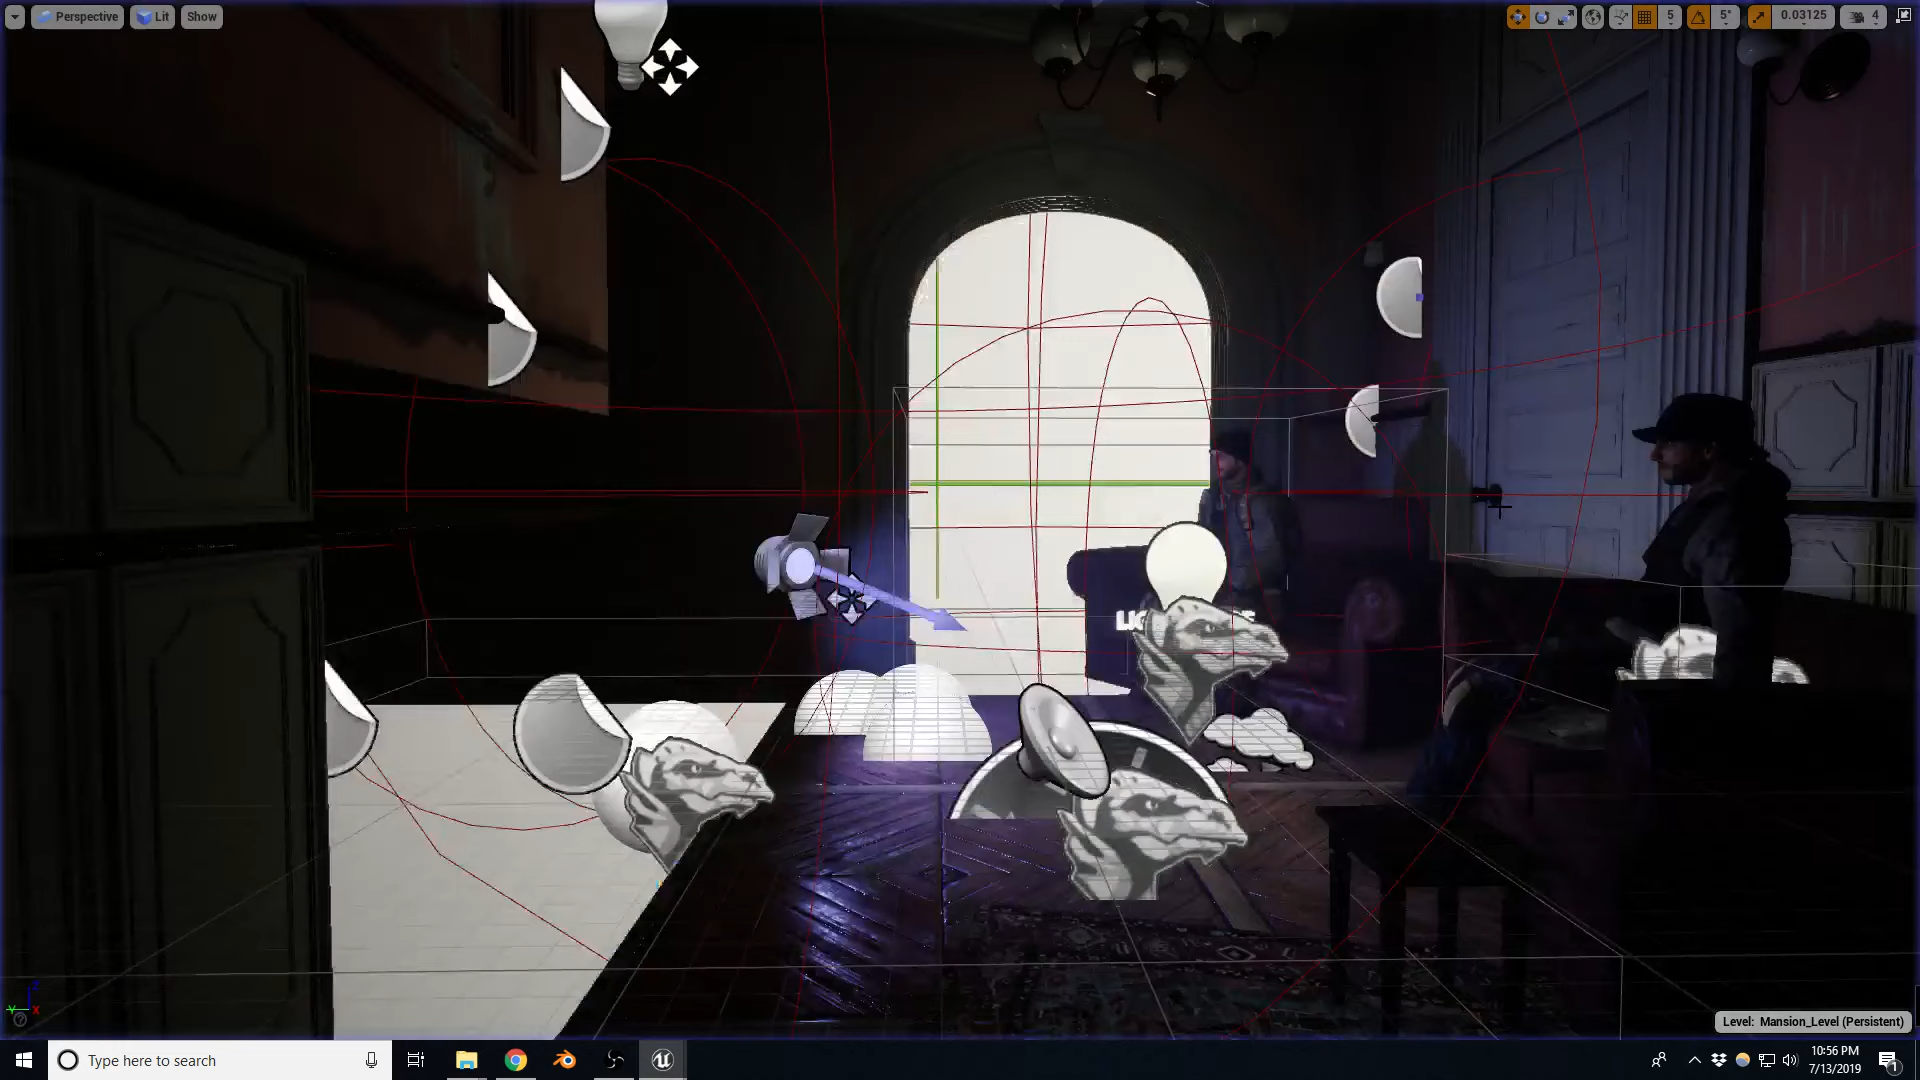 Perspective
Lit
Show
5
5°
0.03125
4
Level: Mansion_Level (Persistent)
Type here to search
10:56 PM
7/13/2019
1